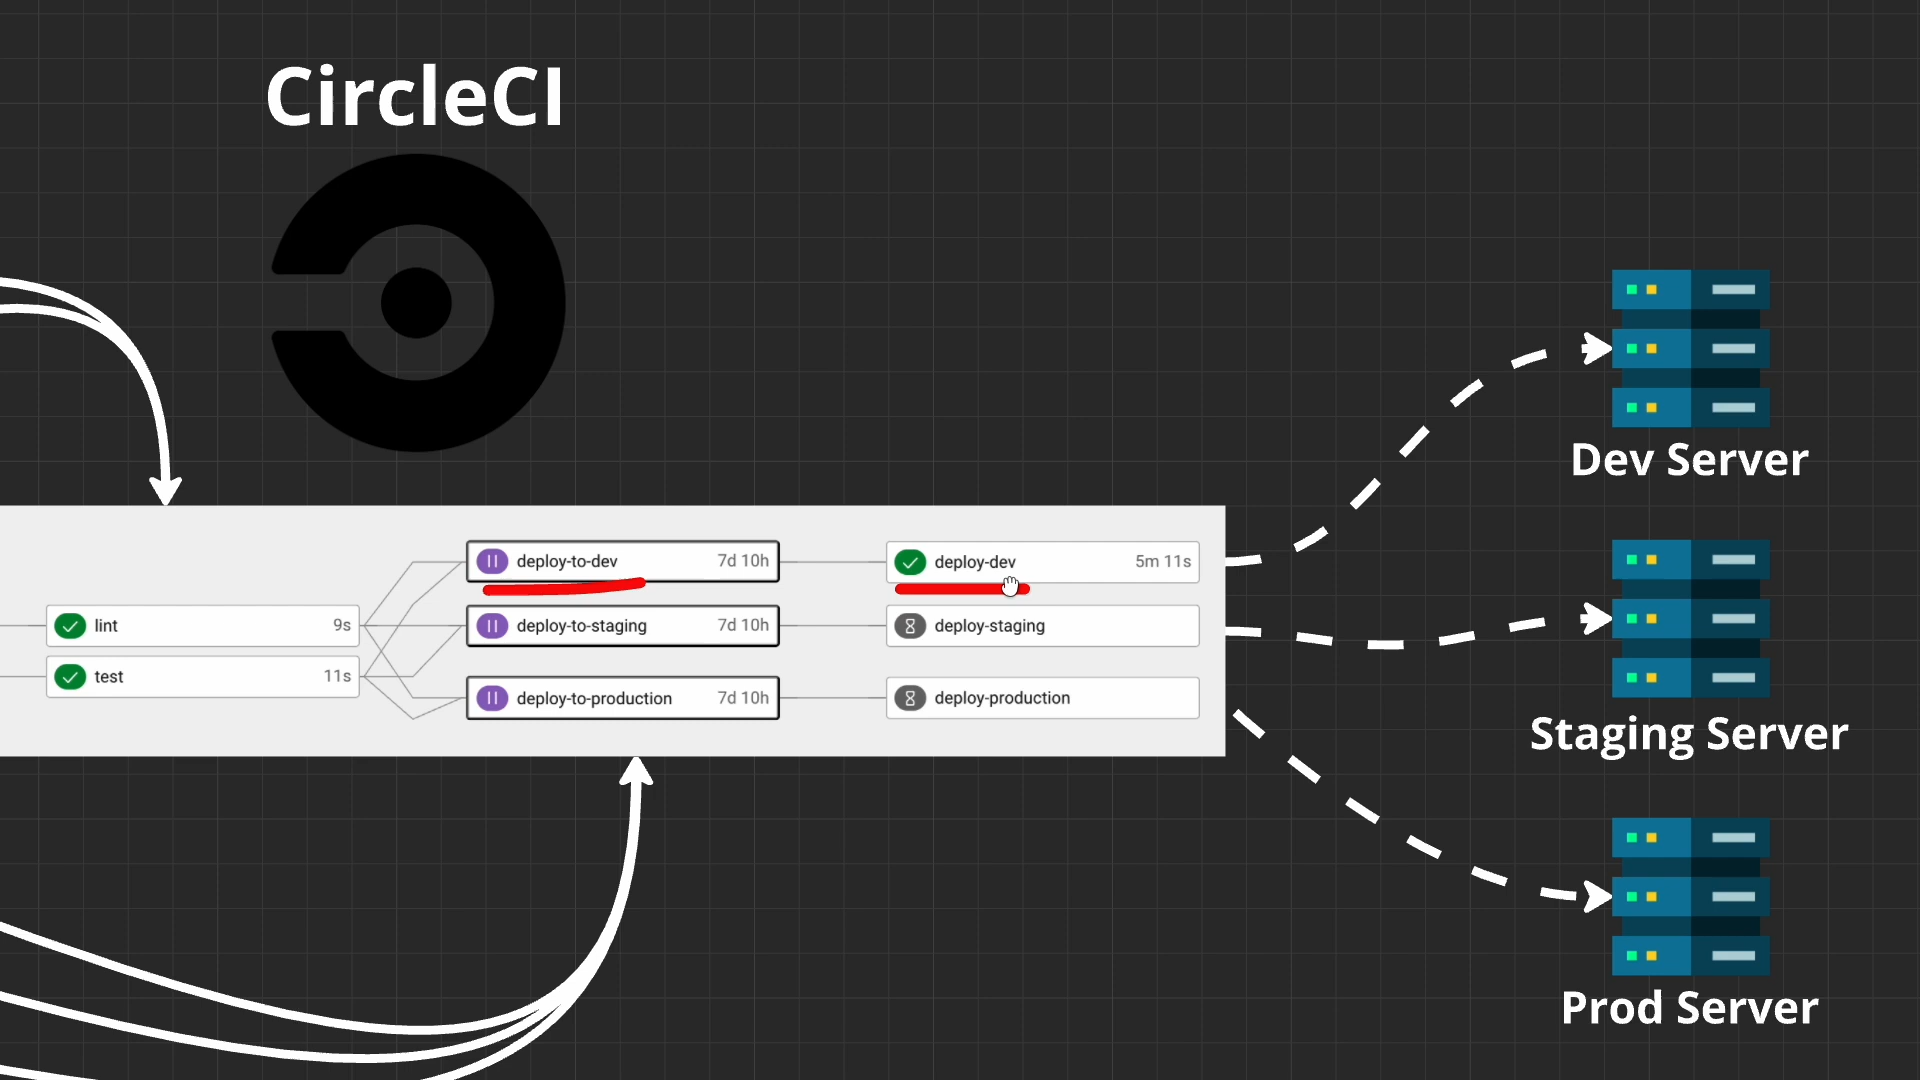 CircleCI
deploy-to-dev 7d 10h
deploy-dev 5m 11s
lint 9s
deploy-to-staging 7d 10h
deploy-staging
test 11s
deploy-to-production 7d 10h
deploy-production
Dev Server
Staging Server
Prod Server